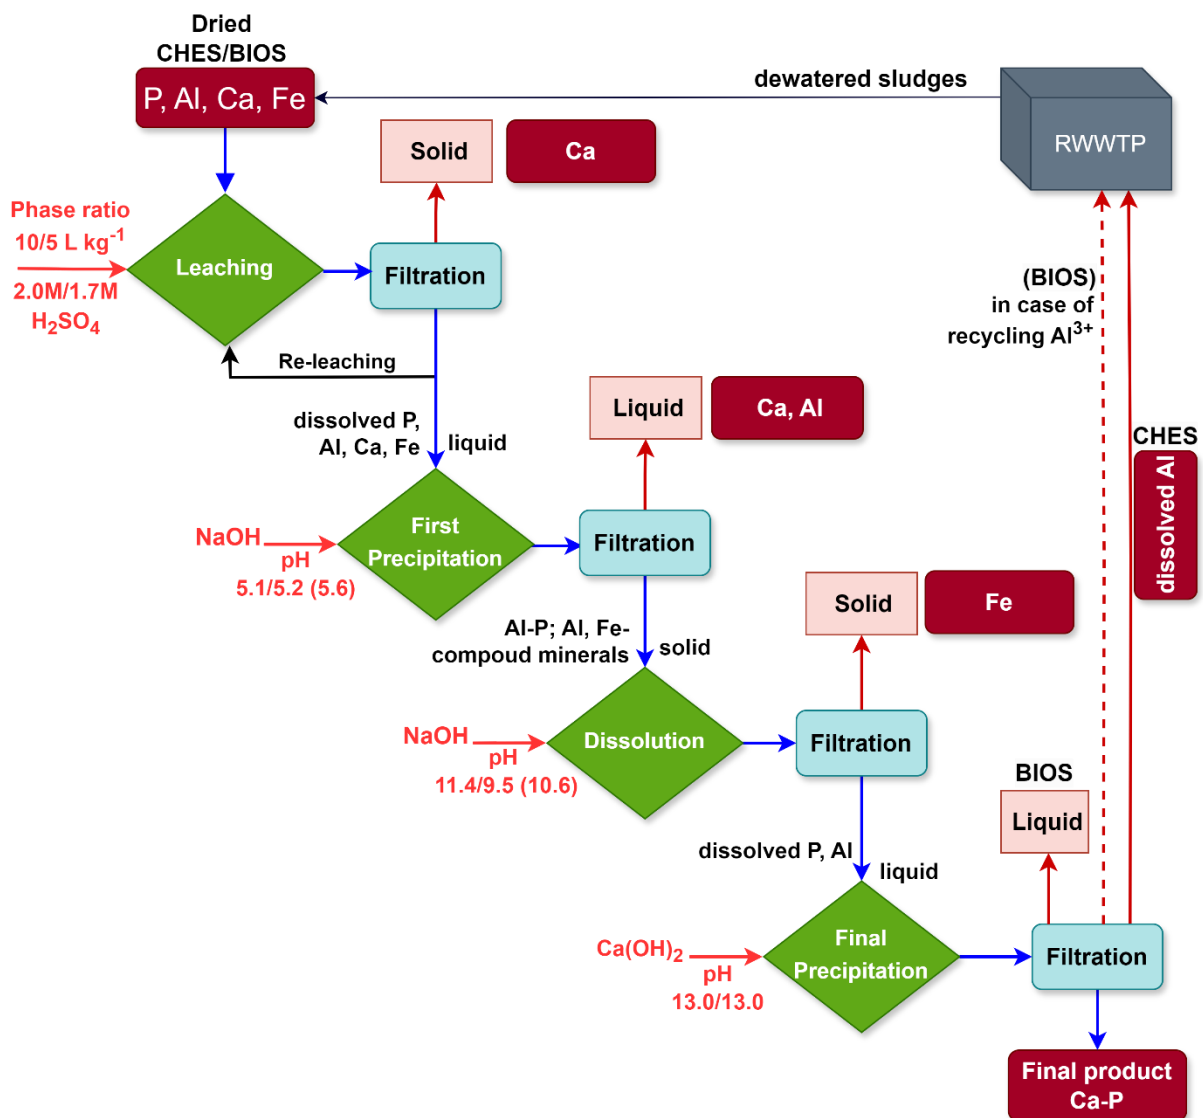 Dried
CHES/BIOS
P, Al, Ca, Fe
dewatered sludges
RWWTP
Solid
Ca
Phase ratio
10/5 L kg⁻¹
2.0M/1.7M
H₂SO₄
Leaching
Filtration
Re-leaching
(BIOS)
in case of
recycling Al³⁺
dissolved P,
Al, Ca, Fe
liquid
Liquid
Ca, Al
CHES
dissolved Al
NaOH
pH
5.1/5.2 (5.6)
First
Precipitation
Filtration
Al-P; Al, Fe-
compoud minerals
solid
Solid
Fe
NaOH
pH
11.4/9.5 (10.6)
Dissolution
Filtration
dissolved P, Al
liquid
BIOS
Liquid
Ca(OH)₂
pH
13.0/13.0
Final
Precipitation
Filtration
Final product
Ca-P